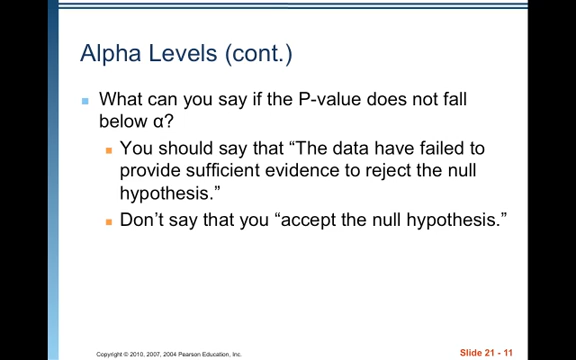 Alpha Levels (cont.)
What can you say if the P-value does not fall
below α?
You should say that “The data have failed to
provide sufficient evidence to reject the null
hypothesis.”
Don’t say that you “accept the null hypothesis.”
Copyright © 2010, 2007, 2004 Pearson Education, Inc.
Slide 21 - 11